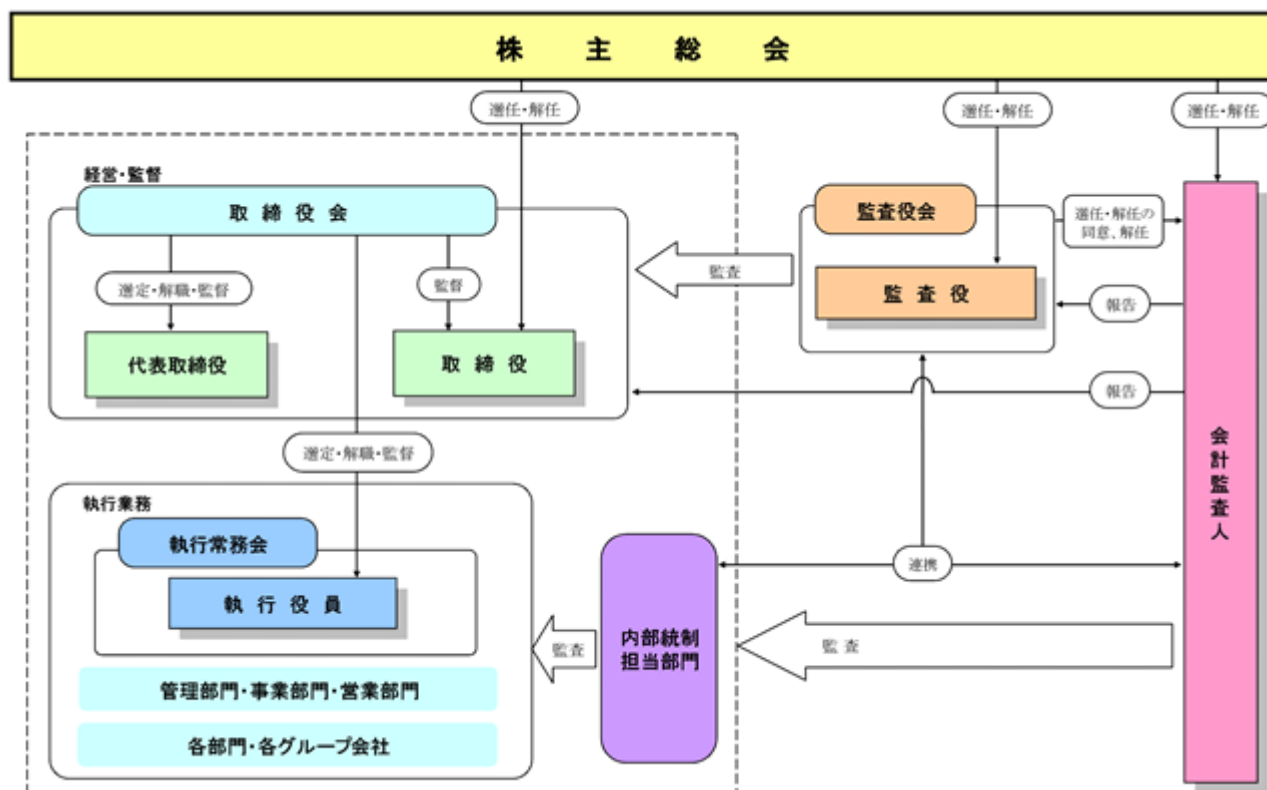 株主総会
選任・解任
選任・解任
選任・解任
経営・監督
取締役会
監査役会
選任・解任の
同意、解任
監査
選定・解職・監督
監督
監査役
報告
代表取締役
取締役
報告
選定・解職・監督
会計監査人
執行業務
執行常務会
連携
執行役員
内部統制
担当部門
監査
監査
管理部門・事業部門・営業部門
各部門・各グループ会社